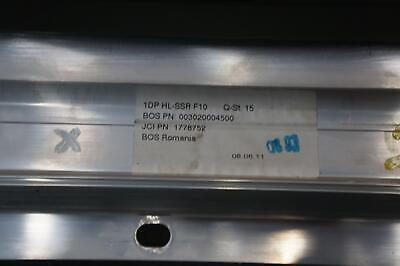 1DP HL-SSR F10 Q-St. 15
BOS PN 003020004500
JCI PN 1778752
BOS Romania
08.06.11